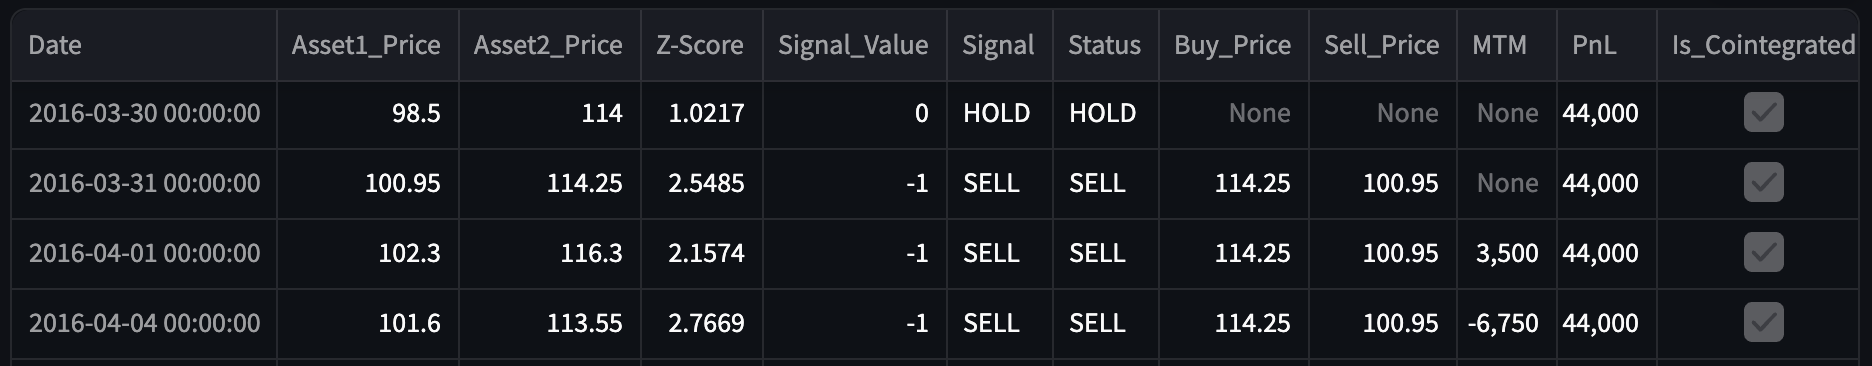 Date Asset1_Price Asset2_Price Z-Score Signal_Value Signal Status Buy_Price Sell_Price MTM PnL Is_Cointegrated
2016-03-30 00:00:00 98.5 114 1.0217 0 HOLD HOLD None None None 44,000
2016-03-31 00:00:00 100.95 114.25 2.5485 -1 SELL SELL 114.25 100.95 None 44,000
2016-04-01 00:00:00 102.3 116.3 2.1574 -1 SELL SELL 114.25 100.95 3,500 44,000
2016-04-04 00:00:00 101.6 113.55 2.7669 -1 SELL SELL 114.25 100.95 -6,750 44,000